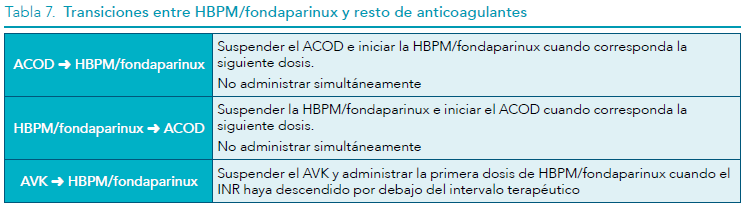 Tabla 7. Transiciones entre HBPM/fondaparinux y resto de anticoagulantes
ACOD ➜ HBPM/fondaparinux
Suspender el ACOD e iniciar la HBPM/fondaparinux cuando corresponda la
siguiente dosis.
No administrar simultáneamente
HBPM/fondaparinux ➜ ACOD
Suspender la HBPM/fondaparinux e iniciar el ACOD cuando corresponda la
siguiente dosis.
No administrar simultáneamente
AVK ➜ HBPM/fondaparinux
Suspender el AVK y administrar la primera dosis de HBPM/fondaparinux cuando el
INR haya descendido por debajo del intervalo terapéutico